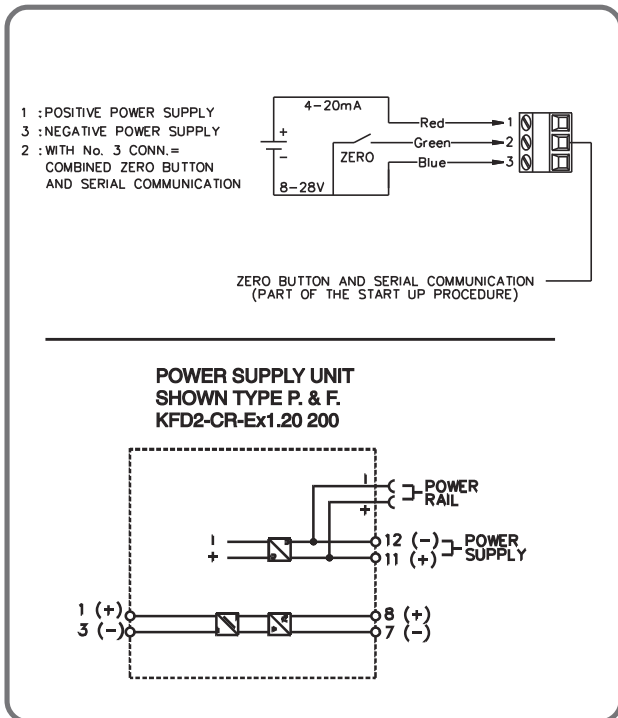 1 :POSITIVE POWER SUPPLY
3 :NEGATIVE POWER SUPPLY
2 :WITH No. 3 CONN.=
COMBINED ZERO BUTTON
AND SERIAL COMMUNICATION
4-20mA
+
-
8-28V
ZERO
Red
1
Green
2
Blue
3
ZERO BUTTON AND SERIAL COMMUNICATION
(PART OF THE START UP PROCEDURE)
POWER SUPPLY UNIT
SHOWN TYPE P. & F.
KFD2-CR-Ex1.20 200
-
+
POWER
RAIL
-
+
12 (-)
11 (+)
POWER
SUPPLY
1 (+)
3 (-)
8 (+)
7 (-)